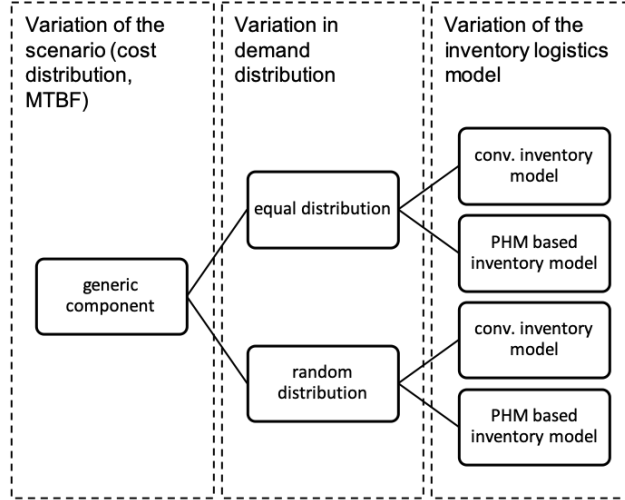 Variation of the
scenario (cost
distribution,
MTBF)
Variation in
demand
distribution
Variation of the
inventory logistics
model
generic
component
equal distribution
random
distribution
conv. inventory
model
PHM based
inventory model
conv. inventory
model
PHM based
inventory model